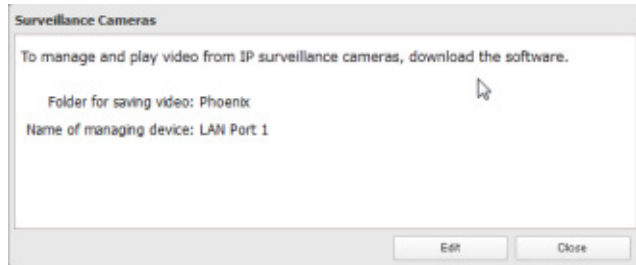 Surveillance Cameras
To manage and play video from IP surveillance cameras, download the software.
Folder for saving video: Phoenix
Name of managing device: LAN Port 1
Edit
Close